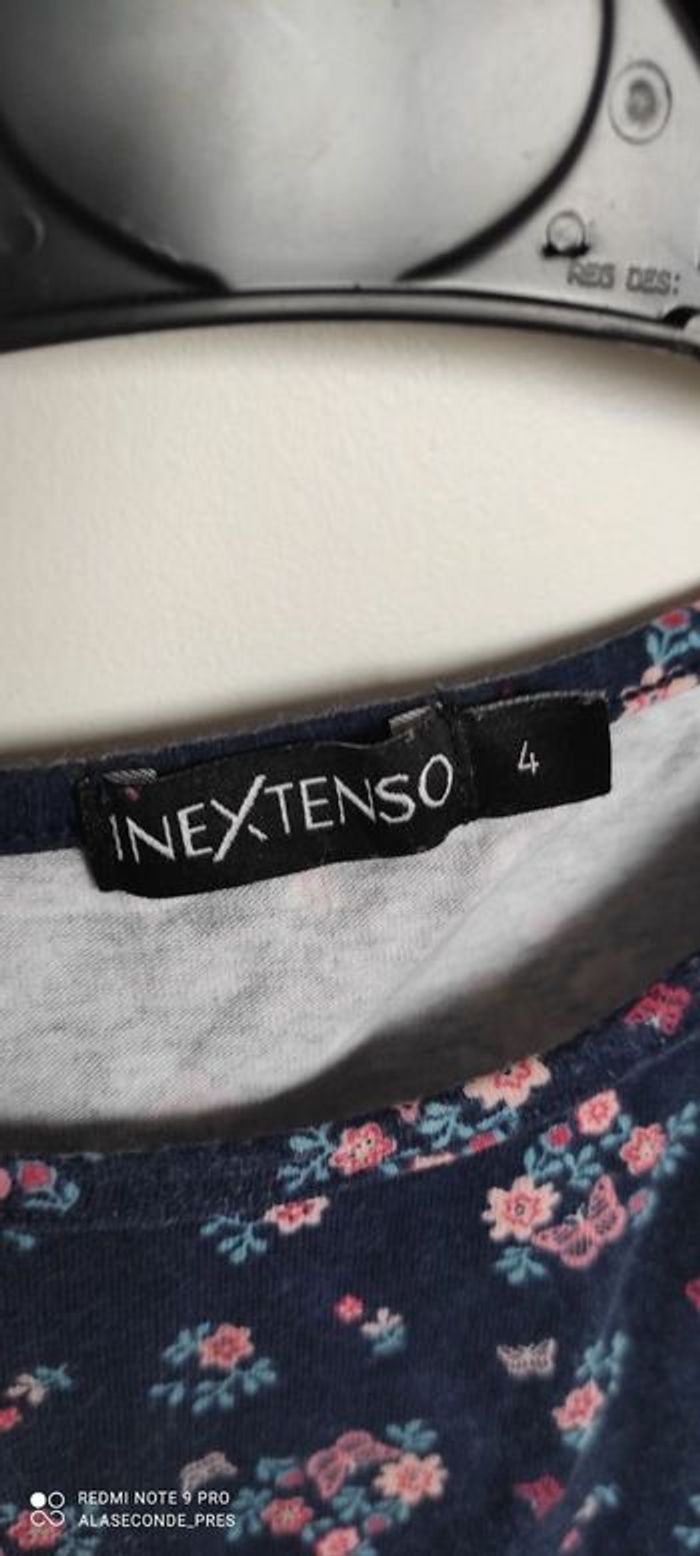 REG DES:
INEXTENSO
4
REDMI NOTE 9 PRO
ALASECONDE_PRES